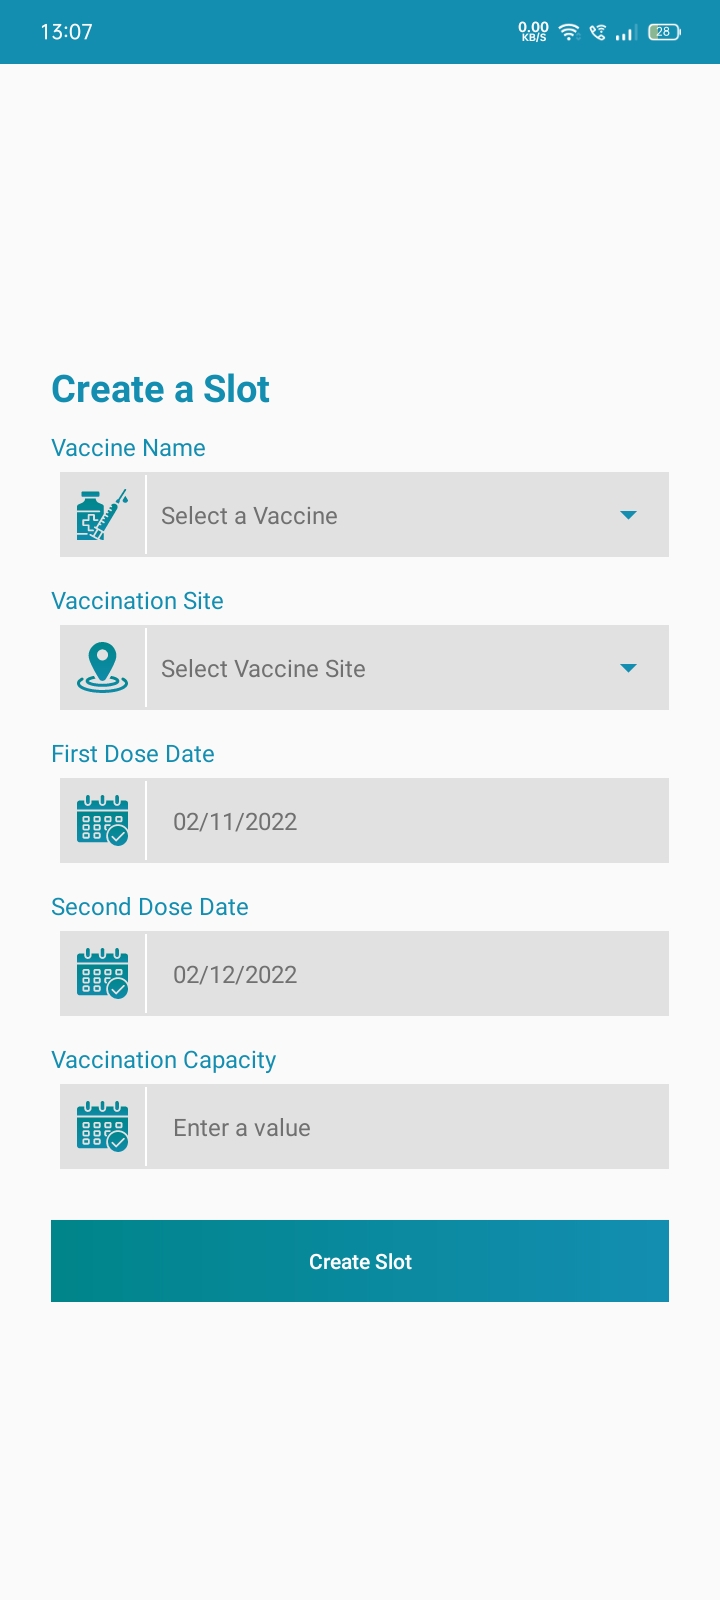 13:07
0.00
KB/S
28
Create a Slot
Vaccine Name
Select a Vaccine
Vaccination Site
Select Vaccine Site
First Dose Date
02/11/2022
Second Dose Date
02/12/2022
Vaccination Capacity
Enter a value
Create Slot